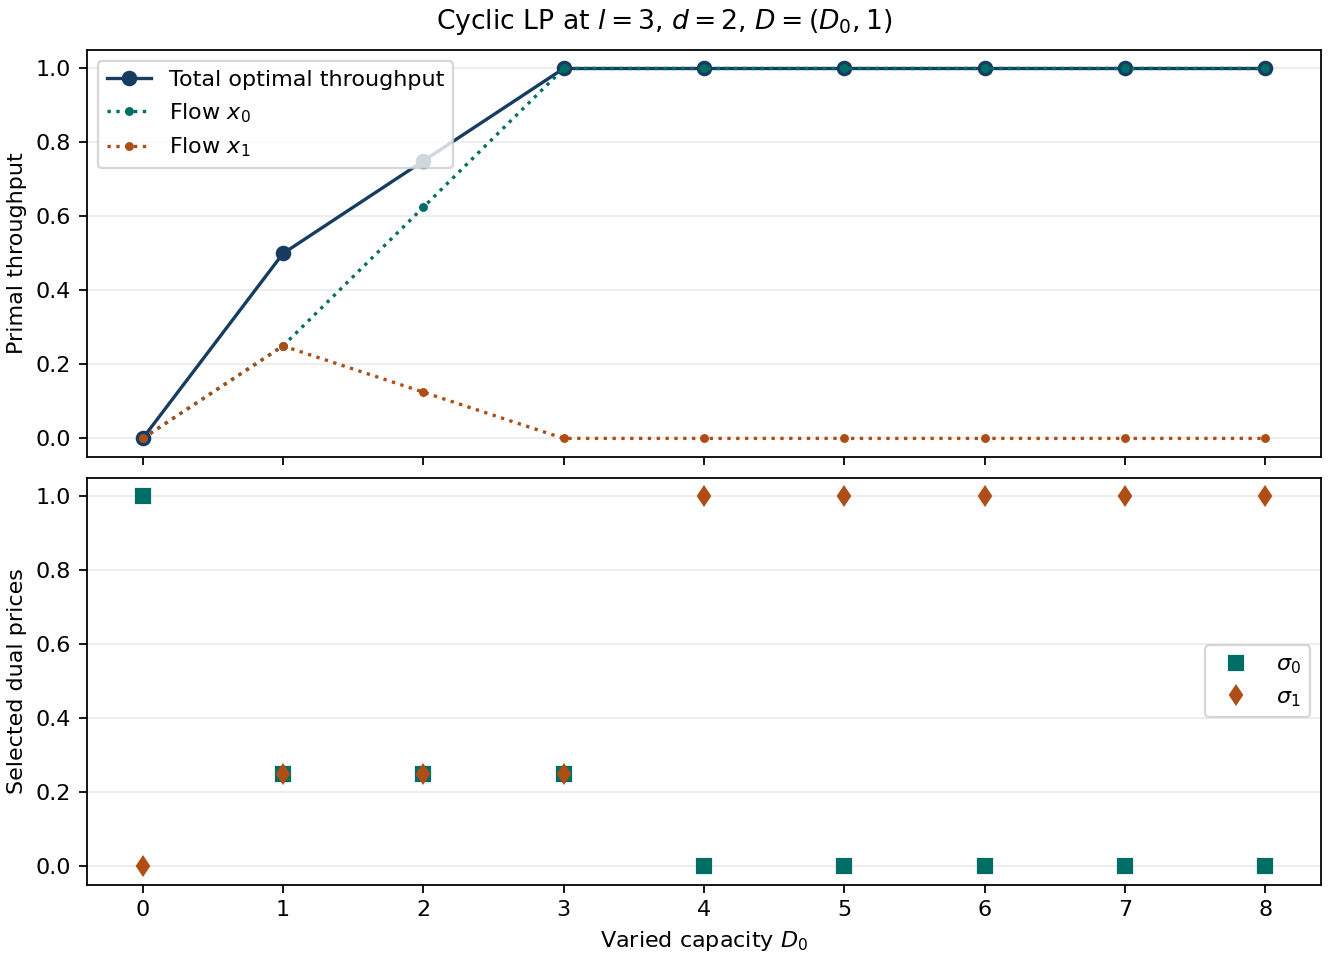 Cyclic LP at l = 3, d = 2, D = (D₀, 1)
1.0
0.8
0.6
0.4
0.2
0.0
Primal throughput
Total optimal throughput
Flow x₀
Flow x₁
1.0
0.8
0.6
0.4
0.2
0.0
Selected dual prices
σ₀
σ₁
0 1 2 3 4 5 6 7 8
Varied capacity D₀